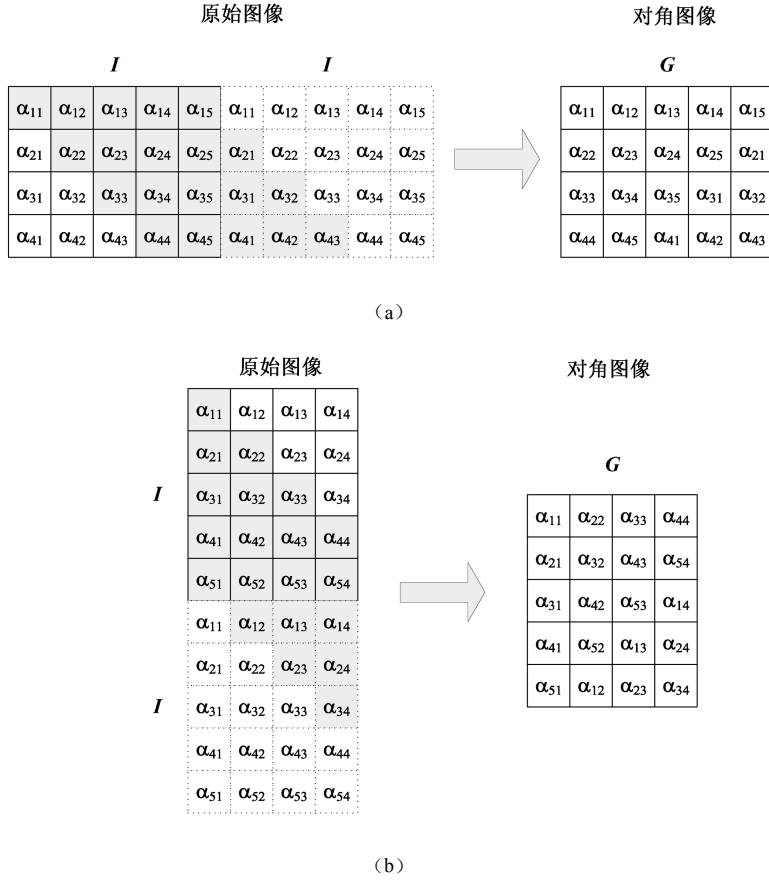 原始图像 对角图像
I I G
α11 α12 α13 α14 α15 α11 α12 α13 α14 α15 α11 α12 α13 α14 α15
α21 α22 α23 α24 α25 α21 α22 α23 α24 α25 α22 α23 α24 α25 α21
α31 α32 α33 α34 α35 α31 α32 α33 α34 α35 α33 α34 α35 α31 α32
α41 α42 α43 α44 α45 α41 α42 α43 α44 α45 α44 α45 α41 α42 α43
（a）
原始图像 对角图像
α11 α12 α13 α14
α21 α22 α23 α24
I α31 α32 α33 α34
α41 α42 α43 α44
α51 α52 α53 α54
α11 α12 α13 α14
α21 α22 α23 α24
I α31 α32 α33 α34
α41 α42 α43 α44
α51 α52 α53 α54
G
α11 α22 α33 α44
α21 α32 α43 α54
α31 α42 α53 α14
α41 α52 α13 α24
α51 α12 α23 α34
（b）